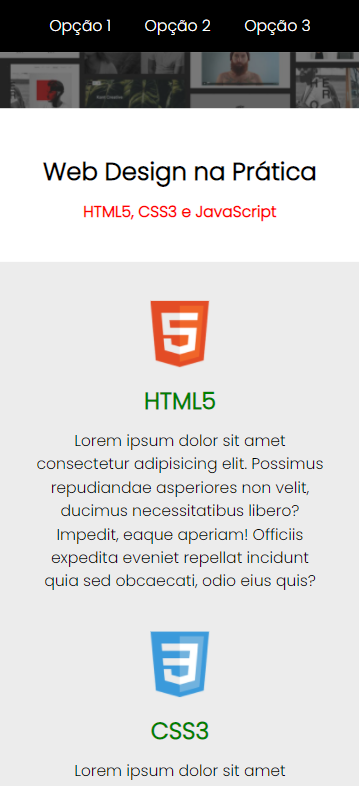 Opção 1 Opção 2 Opção 3
Web Design na Prática
HTML5, CSS3 e JavaScript
5
HTML5
Lorem ipsum dolor sit amet
consectetur adipisicing elit. Possimus
repudiandae asperiores non velit,
ducimus necessitatibus libero?
Impedit, eaque aperiam! Officiis
expedita eveniet repellat incidunt
quia sed obcaecati, odio eius quis?
3
CSS3
Lorem ipsum dolor sit amet